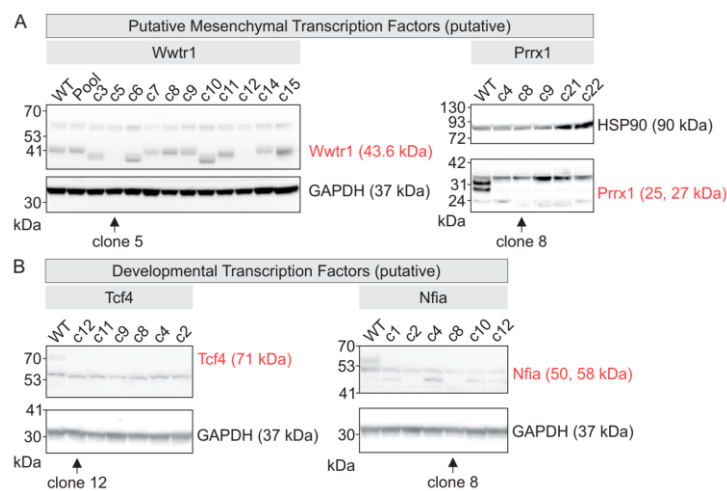 A
Putative Mesenchymal Transcription Factors (putative)
Wwtr1
WT Pool c3 c5 c6 c7 c8 c9 c10 c11 c12 c14 c15
70
53
41
Wwtr1 (43.6 kDa)
30
GAPDH (37 kDa)
kDa
clone 5
Prrx1
WT c4 c8 c9 c21 c22
130
93
72
HSP90 (90 kDa)
42
31
24
Prrx1 (25, 27 kDa)
kDa
clone 8
B
Developmental Transcription Factors (putative)
Tcf4
WT c12 c11 c9 c8 c4 c2
70
53
Tcf4 (71 kDa)
41
30
GAPDH (37 kDa)
kDa
clone 12
Nfia
WT c1 c2 c4 c8 c10 c12
70
53
41
Nfia (50, 58 kDa)
30
GAPDH (37 kDa)
kDa
clone 8